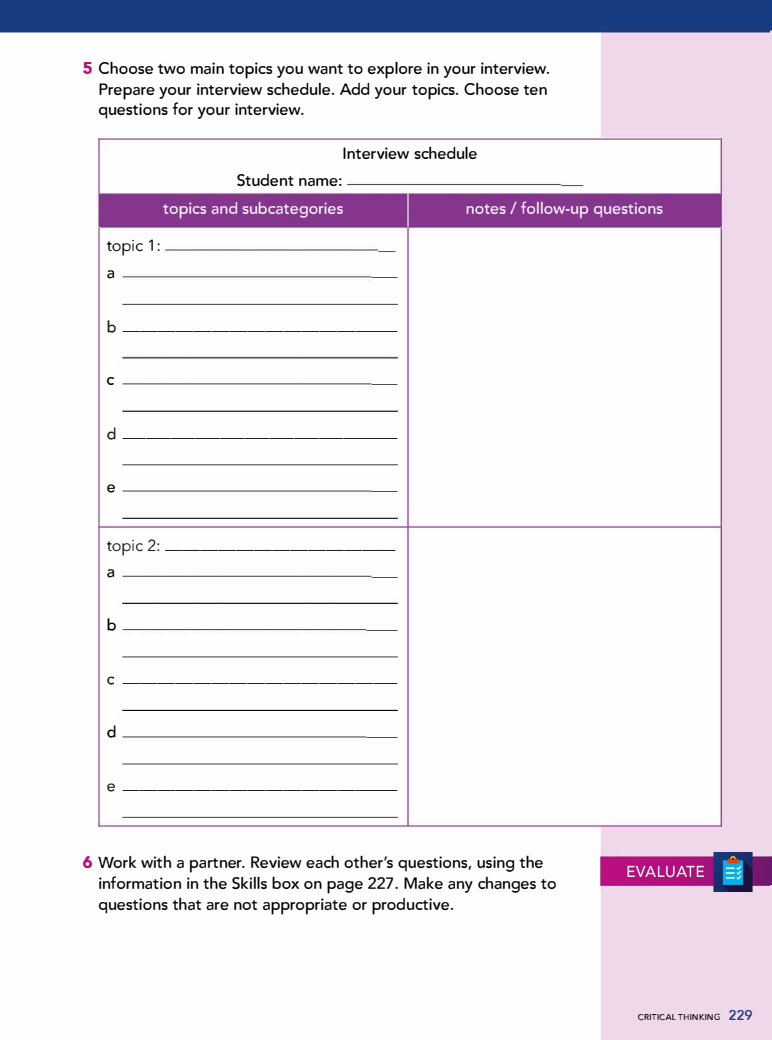 5 Choose two main topics you want to explore in your interview.
Prepare your interview schedule. Add your topics. Choose ten
questions for your interview.
Interview schedule
Student name:
topics and subcategories
notes / follow-up questions
topic 1:
a
b
c
d
e
topic 2:
a
b
c
d
e
6 Work with a partner. Review each other's questions, using the
information in the Skills box on page 227. Make any changes to
questions that are not appropriate or productive.
EVALUATE
CRITICAL THINKING 229